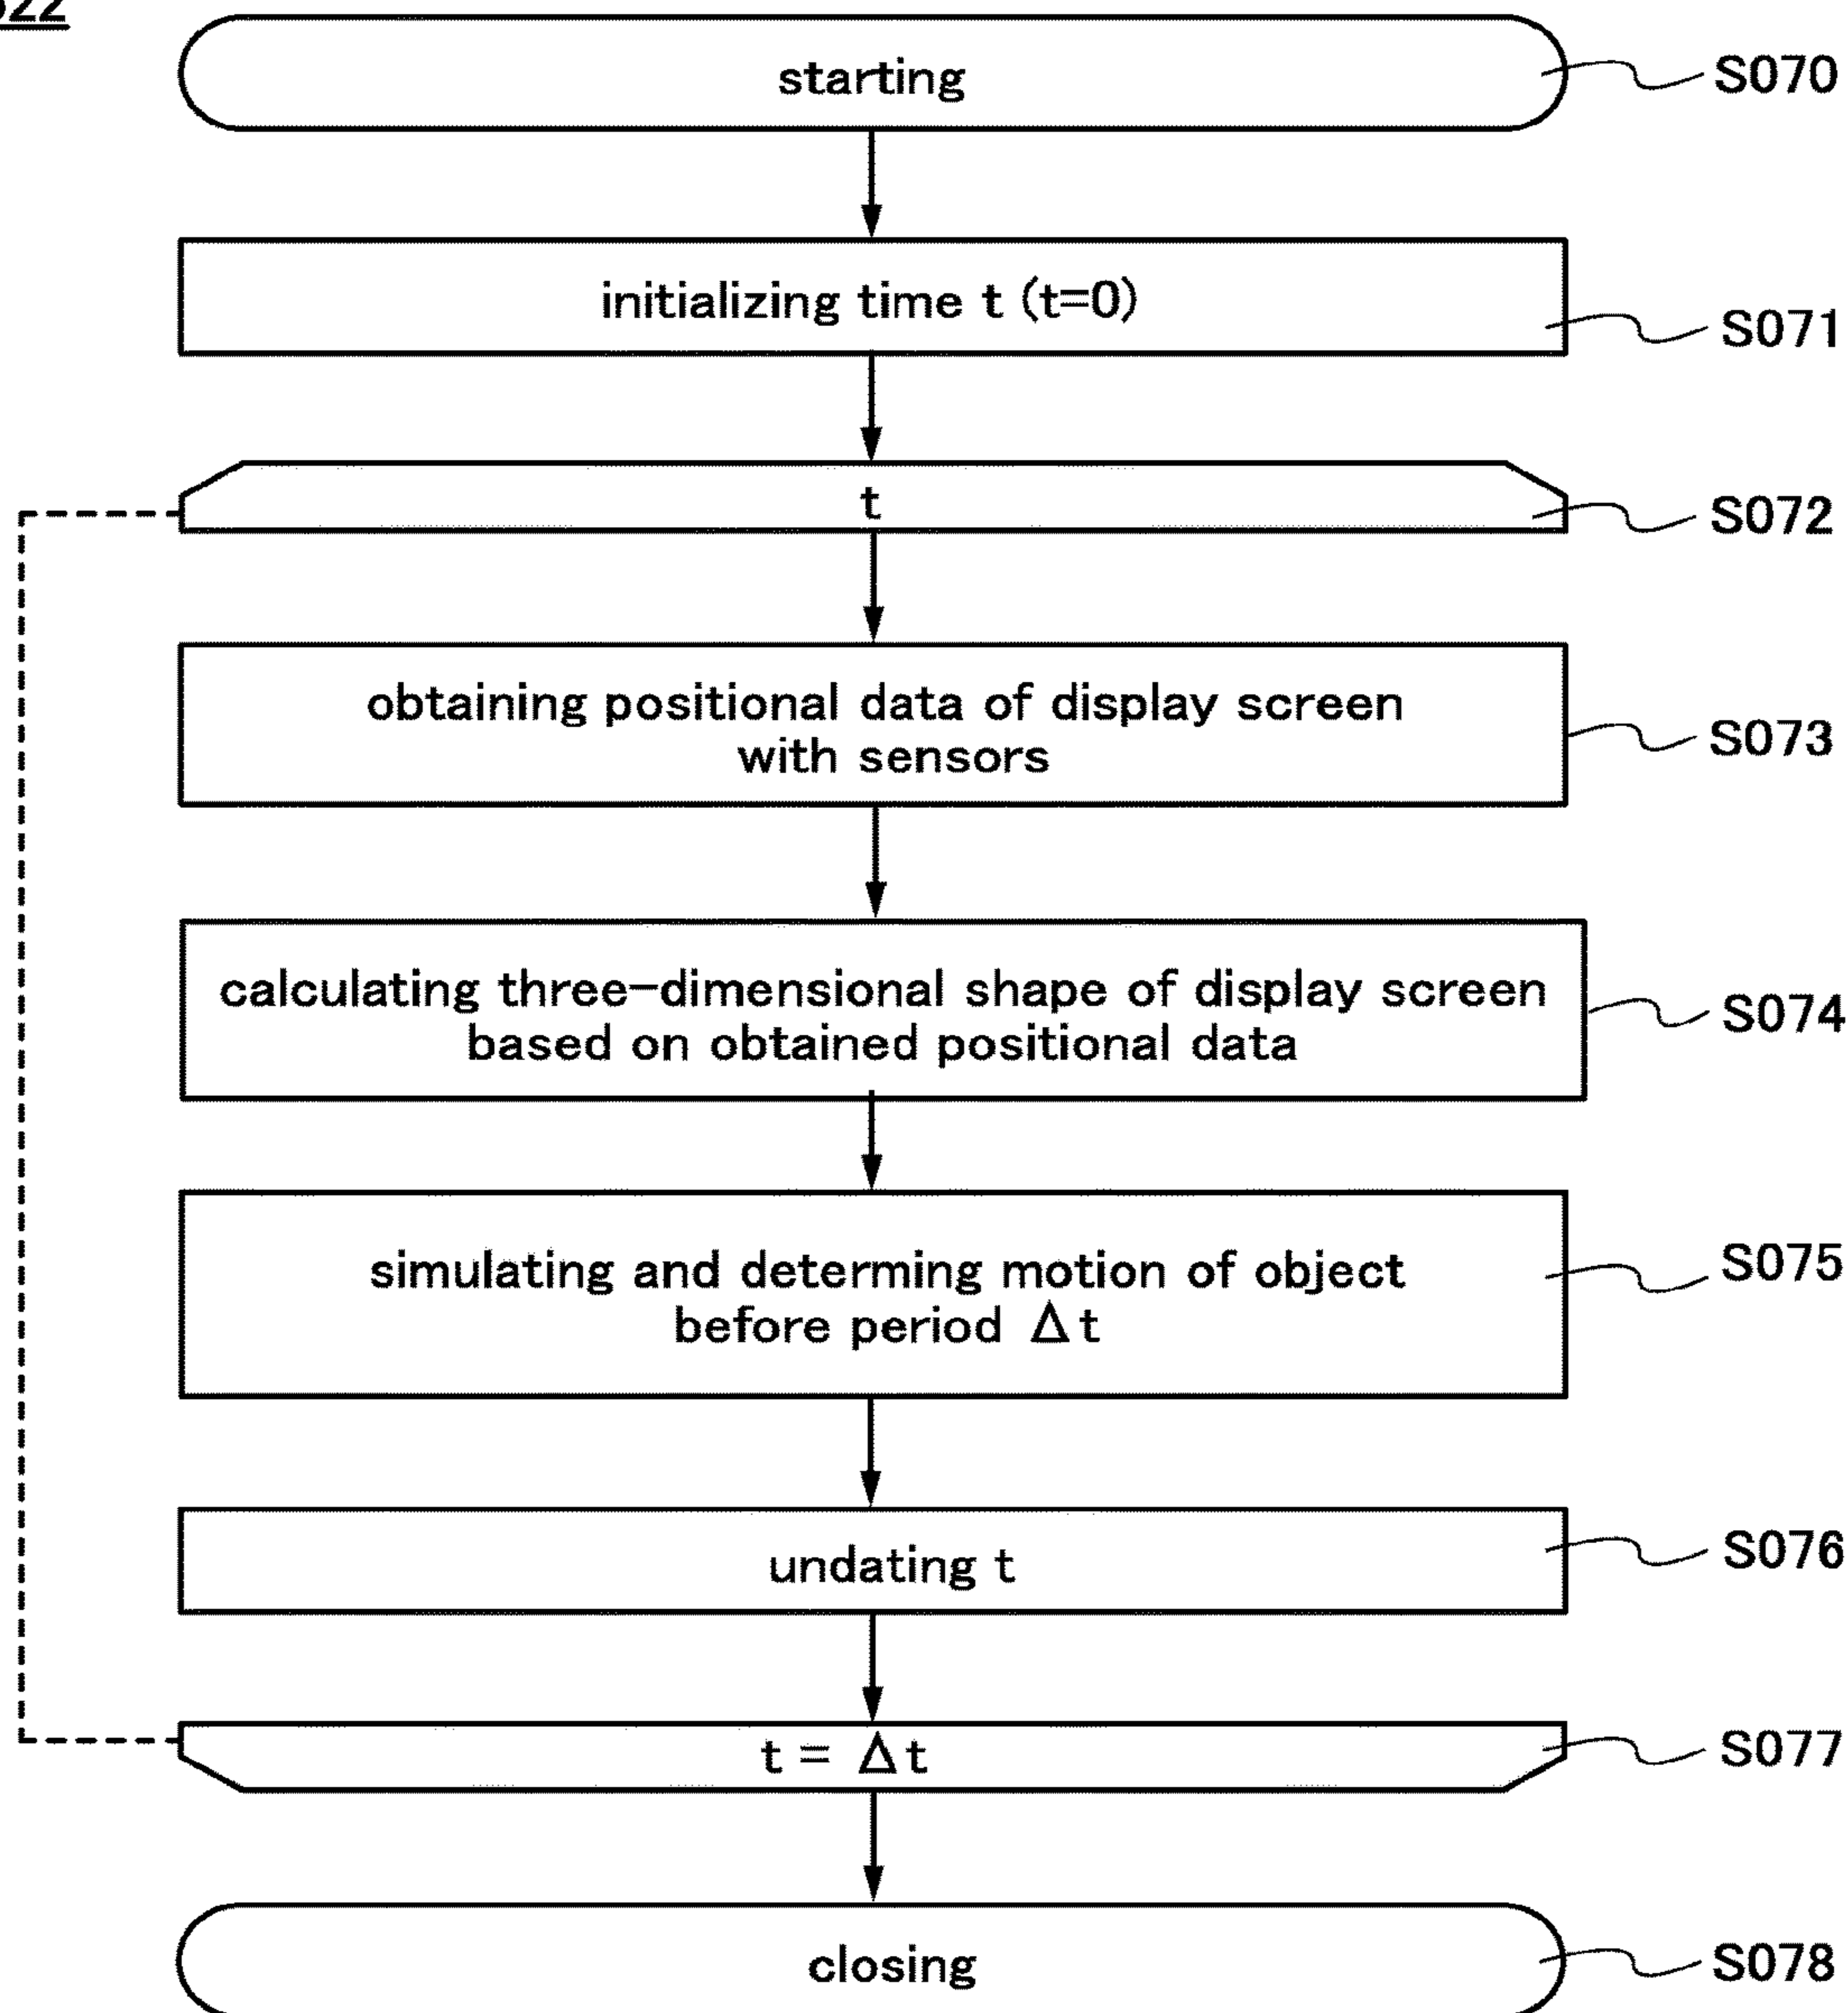 starting
S070
initializing time t (t=0)
S071
t
S072
obtaining positional data of display screen
with sensors
S073
calculating three-dimensional shape of display screen
based on obtained positional data
S074
simulating and determing motion of object
before period Δt
S075
undating t
S076
t = Δt
S077
closing
S078